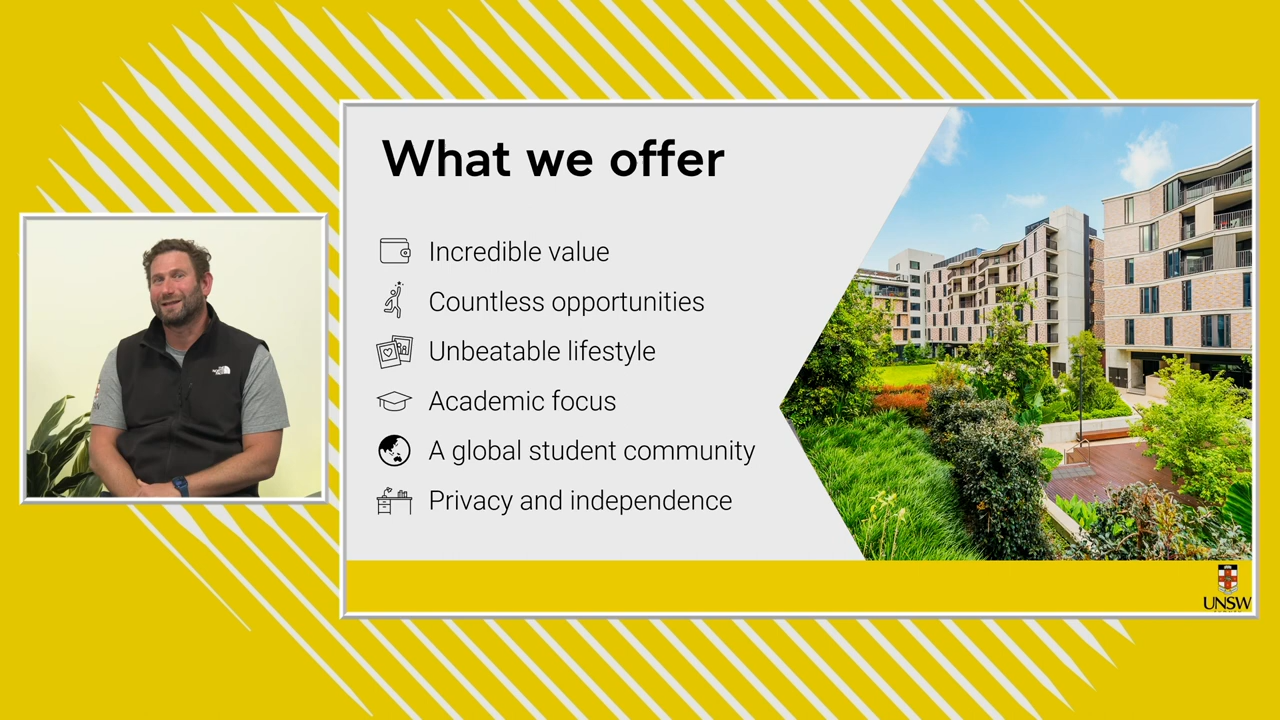 What we offer
Incredible value
Countless opportunities
Unbeatable lifestyle
Academic focus
A global student community
Privacy and independence
UNSW